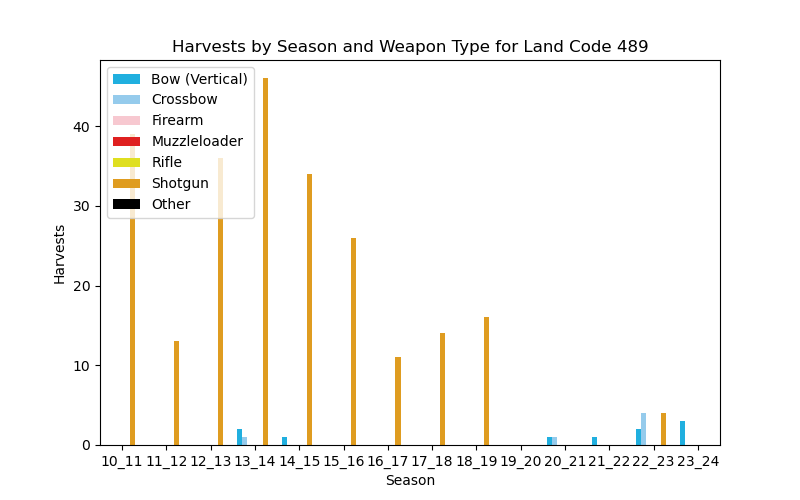 Harvests by Season and Weapon Type for Land Code 489
Bow (Vertical)
Crossbow
Firearm
Muzzleloader
Rifle
Shotgun
Other
40
30
20
10
0
Harvests
10_11 11_12 12_13 13_14 14_15 15_16 16_17 17_18 18_19 19_20 20_21 21_22 22_23 23_24
Season